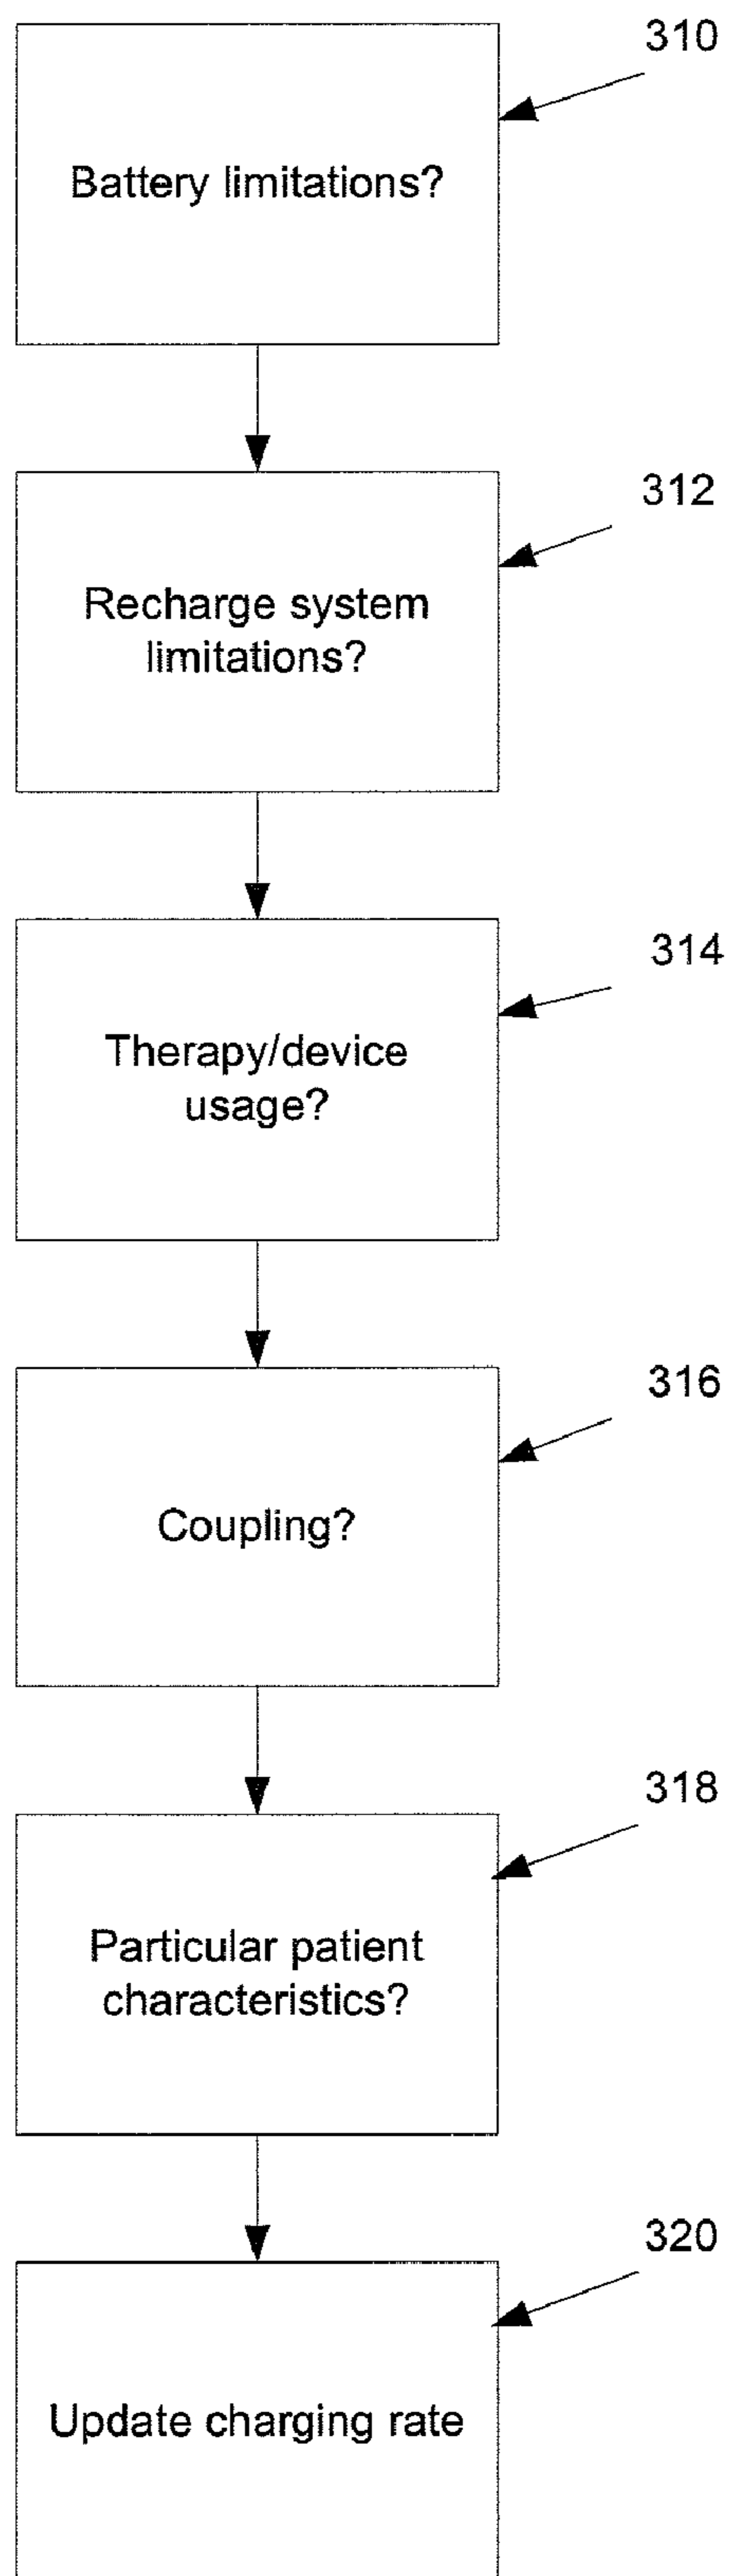 310
Battery limitations?
312
Recharge system
limitations?
314
Therapy/device
usage?
316
Coupling?
318
Particular patient
characteristics?
320
Update charging rate